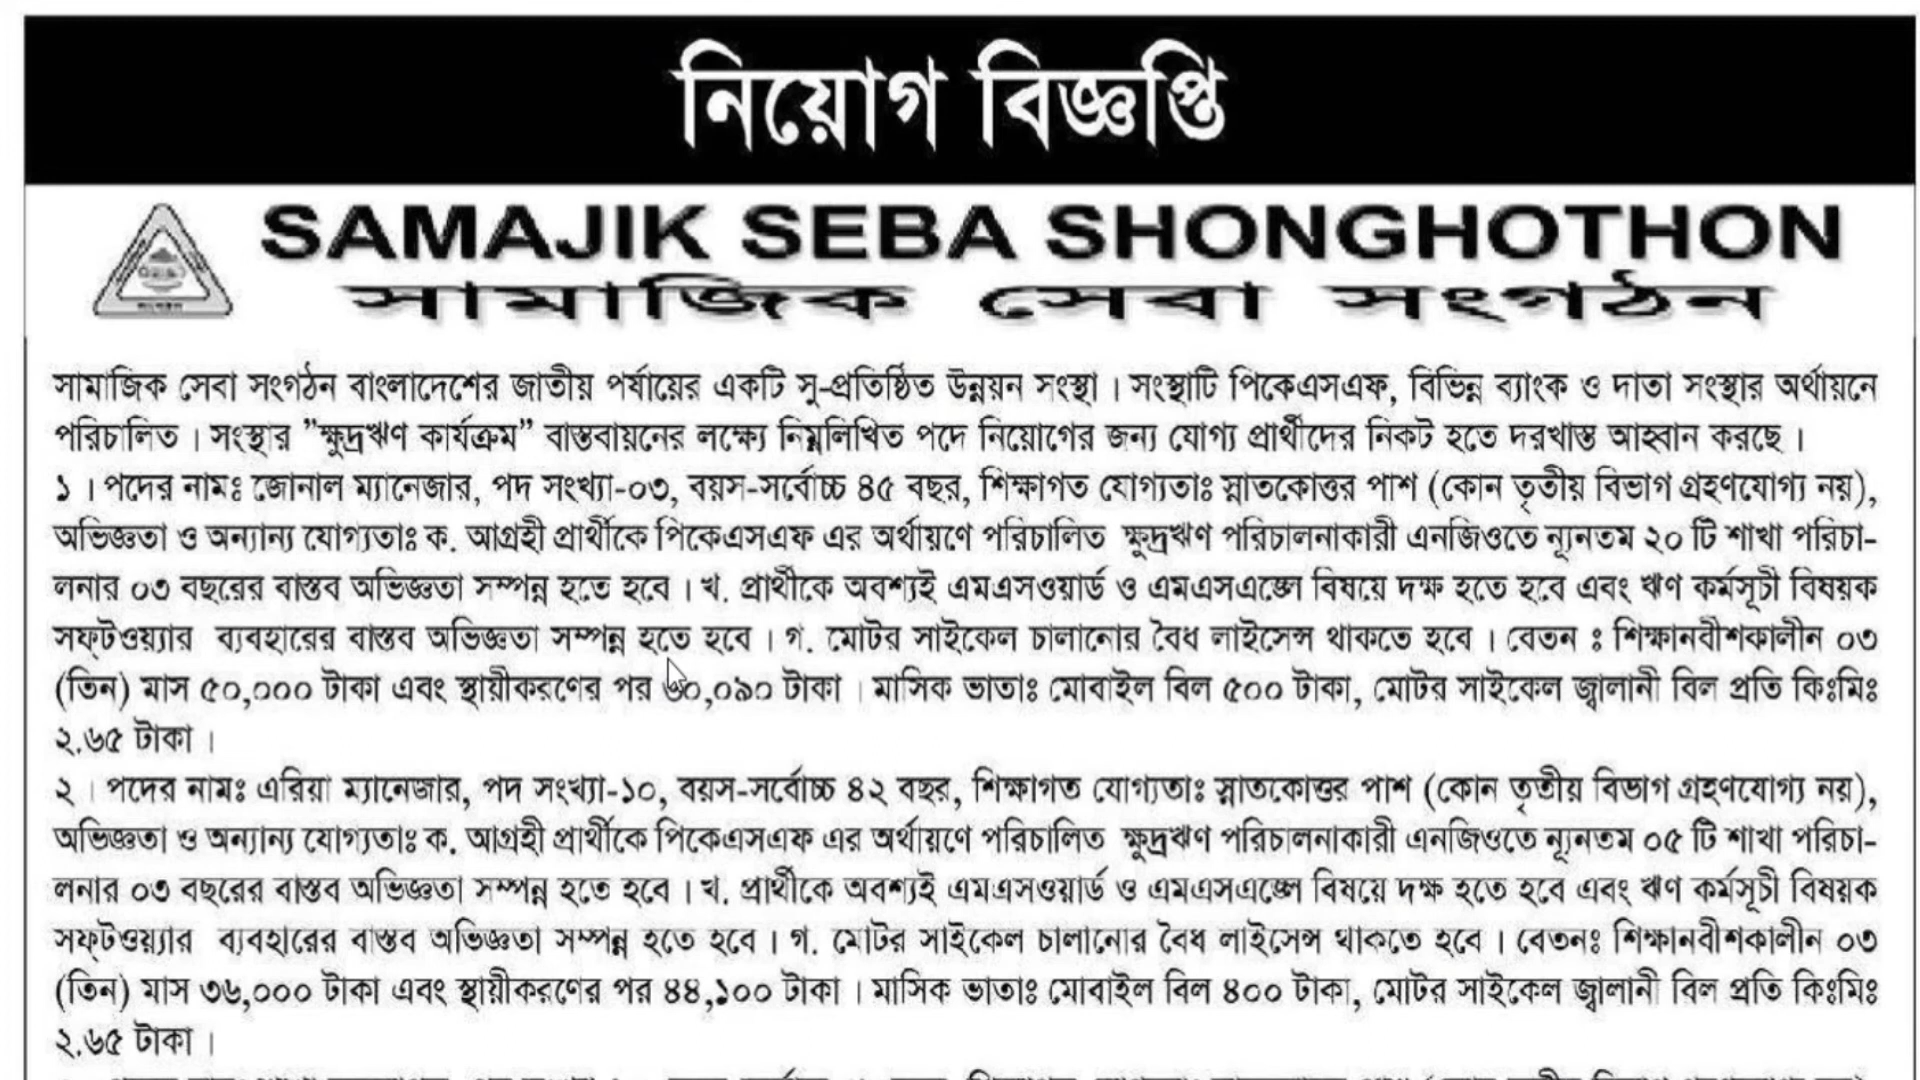 নিয়োগ বিজ্ঞপ্তি
SAMAJIK SEBA SHONGHOTHON
সামাজিক সেবা সংগঠন
সামাজিক সেবা সংগঠন বাংলাদেশের জাতীয় পর্যায়ের একটি সু-প্রতিষ্ঠিত উন্নয়ন সংস্থা। সংস্থাটি পিকেএসএফ, বিভিন্ন ব্যাংক ও দাতা সংস্থার অর্থায়নে
পরিচালিত। সংস্থার ”ক্ষুদ্রঋণ কার্যক্রম” বাস্তবায়নের লক্ষ্যে নিম্নলিখিত পদে নিয়োগের জন্য যোগ্য প্রার্থীদের নিকট হতে দরখাস্ত আহ্বান করছে।
১। পদের নামঃ জোনাল ম্যানেজার, পদ সংখ্যা-০৩, বয়স-সর্বোচ্চ ৪৫ বছর, শিক্ষাগত যোগ্যতাঃ স্নাতকোত্তর পাশ (কোন তৃতীয় বিভাগ গ্রহণযোগ্য নয়),
অভিজ্ঞতা ও অন্যান্য যোগ্যতাঃ ক. আগ্রহী প্রার্থীকে পিকেএসএফ এর অর্থায়ণে পরিচালিত ক্ষুদ্রঋণ পরিচালনাকারী এনজিওতে ন্যূনতম ২০ টি শাখা পরিচা-
লনার ০৩ বছরের বাস্তব অভিজ্ঞতা সম্পন্ন হতে হবে। খ. প্রার্থীকে অবশ্যই এমএসওয়ার্ড ও এমএসএক্সেল বিষয়ে দক্ষ হতে হবে এবং ঋণ কর্মসূচী বিষয়ক
সফ্‌টওয়্যার ব্যবহারের বাস্তব অভিজ্ঞতা সম্পন্ন হতে হবে। গ. মোটর সাইকেল চালানোর বৈধ লাইসেন্স থাকতে হবে। বেতন ঃ শিক্ষানবীশকালীন ০৩
(তিন) মাস ৫০,০০০ টাকা এবং স্থায়ীকরণের পর ৬০,০৯০ টাকা। মাসিক ভাতাঃ মোবাইল বিল ৫০০ টাকা, মোটর সাইকেল জ্বালানী বিল প্রতি কিঃমিঃ
২.৬৫ টাকা।
২। পদের নামঃ এরিয়া ম্যানেজার, পদ সংখ্যা-১০, বয়স-সর্বোচ্চ ৪২ বছর, শিক্ষাগত যোগ্যতাঃ স্নাতকোত্তর পাশ (কোন তৃতীয় বিভাগ গ্রহণযোগ্য নয়),
অভিজ্ঞতা ও অন্যান্য যোগ্যতাঃ ক. আগ্রহী প্রার্থীকে পিকেএসএফ এর অর্থায়ণে পরিচালিত ক্ষুদ্রঋণ পরিচালনাকারী এনজিওতে ন্যূনতম ০৫ টি শাখা পরিচা-
লনার ০৩ বছরের বাস্তব অভিজ্ঞতা সম্পন্ন হতে হবে। খ. প্রার্থীকে অবশ্যই এমএসওয়ার্ড ও এমএসএক্সেল বিষয়ে দক্ষ হতে হবে এবং ঋণ কর্মসূচী বিষয়ক
সফ্‌টওয়্যার ব্যবহারের বাস্তব অভিজ্ঞতা সম্পন্ন হতে হবে। গ. মোটর সাইকেল চালানোর বৈধ লাইসেন্স থাকতে হবে। বেতনঃ শিক্ষানবীশকালীন ০৩
(তিন) মাস ৩৬,০০০ টাকা এবং স্থায়ীকরণের পর ৪৪,১০০ টাকা। মাসিক ভাতাঃ মোবাইল বিল ৪০০ টাকা, মোটর সাইকেল জ্বালানী বিল প্রতি কিঃমিঃ
২.৬৫ টাকা।